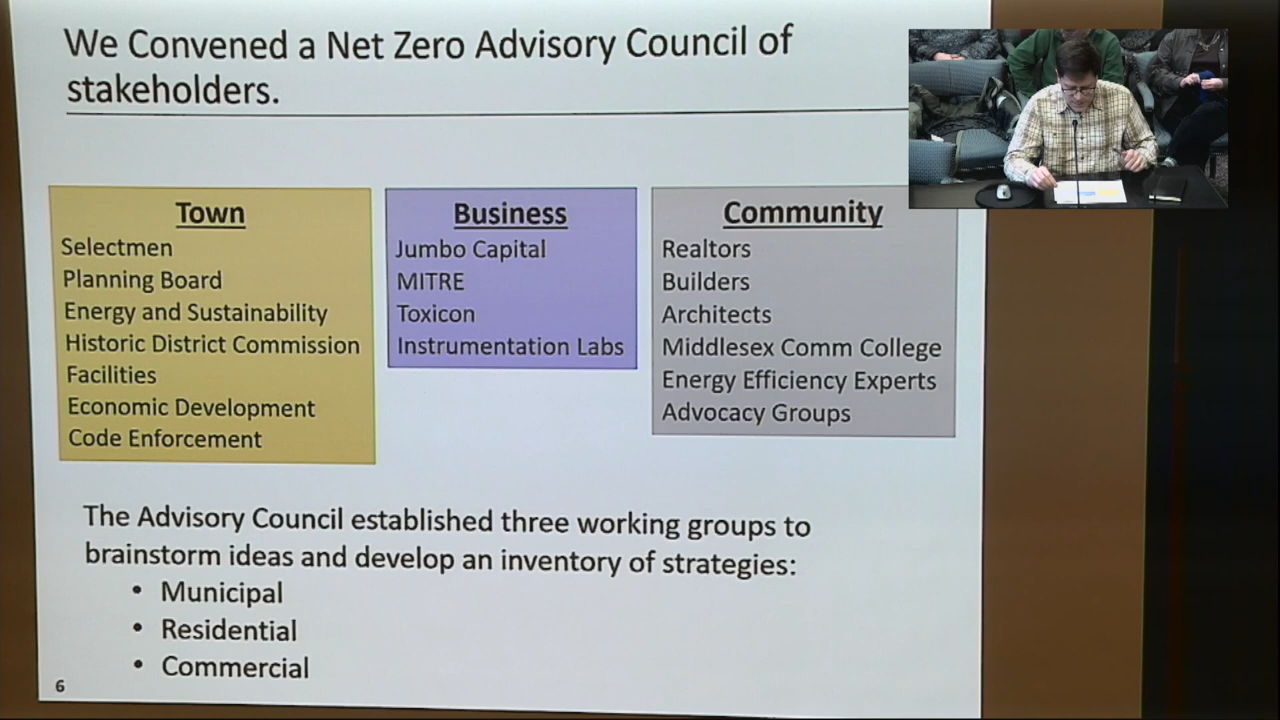 We Convened a Net Zero Advisory Council of
stakeholders.
Town
Selectmen
Planning Board
Energy and Sustainability
Historic District Commission
Facilities
Economic Development
Code Enforcement
Business
Jumbo Capital
MITRE
Toxicon
Instrumentation Labs
Community
Realtors
Builders
Architects
Middlesex Comm College
Energy Efficiency Experts
Advocacy Groups
The Advisory Council established three working groups to
brainstorm ideas and develop an inventory of strategies:
• Municipal
• Residential
• Commercial
6